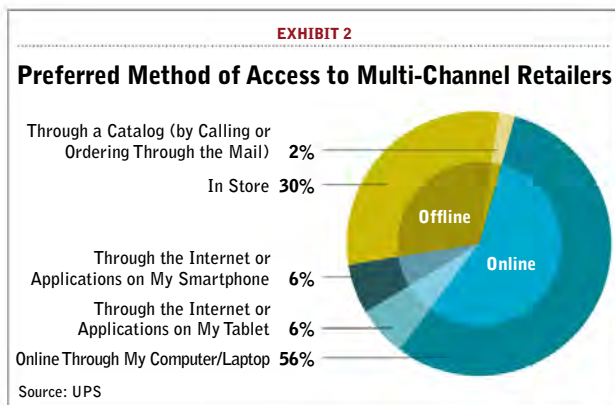 EXHIBIT 2
Preferred Method of Access to Multi-Channel Retailers
Through a Catalog (by Calling or
Ordering Through the Mail) 2%
In Store 30%
Through the Internet or
Applications on My Smartphone 6%
Through the Internet or
Applications on My Tablet 6%
Online Through My Computer/Laptop 56%
Offline
Online
Source: UPS